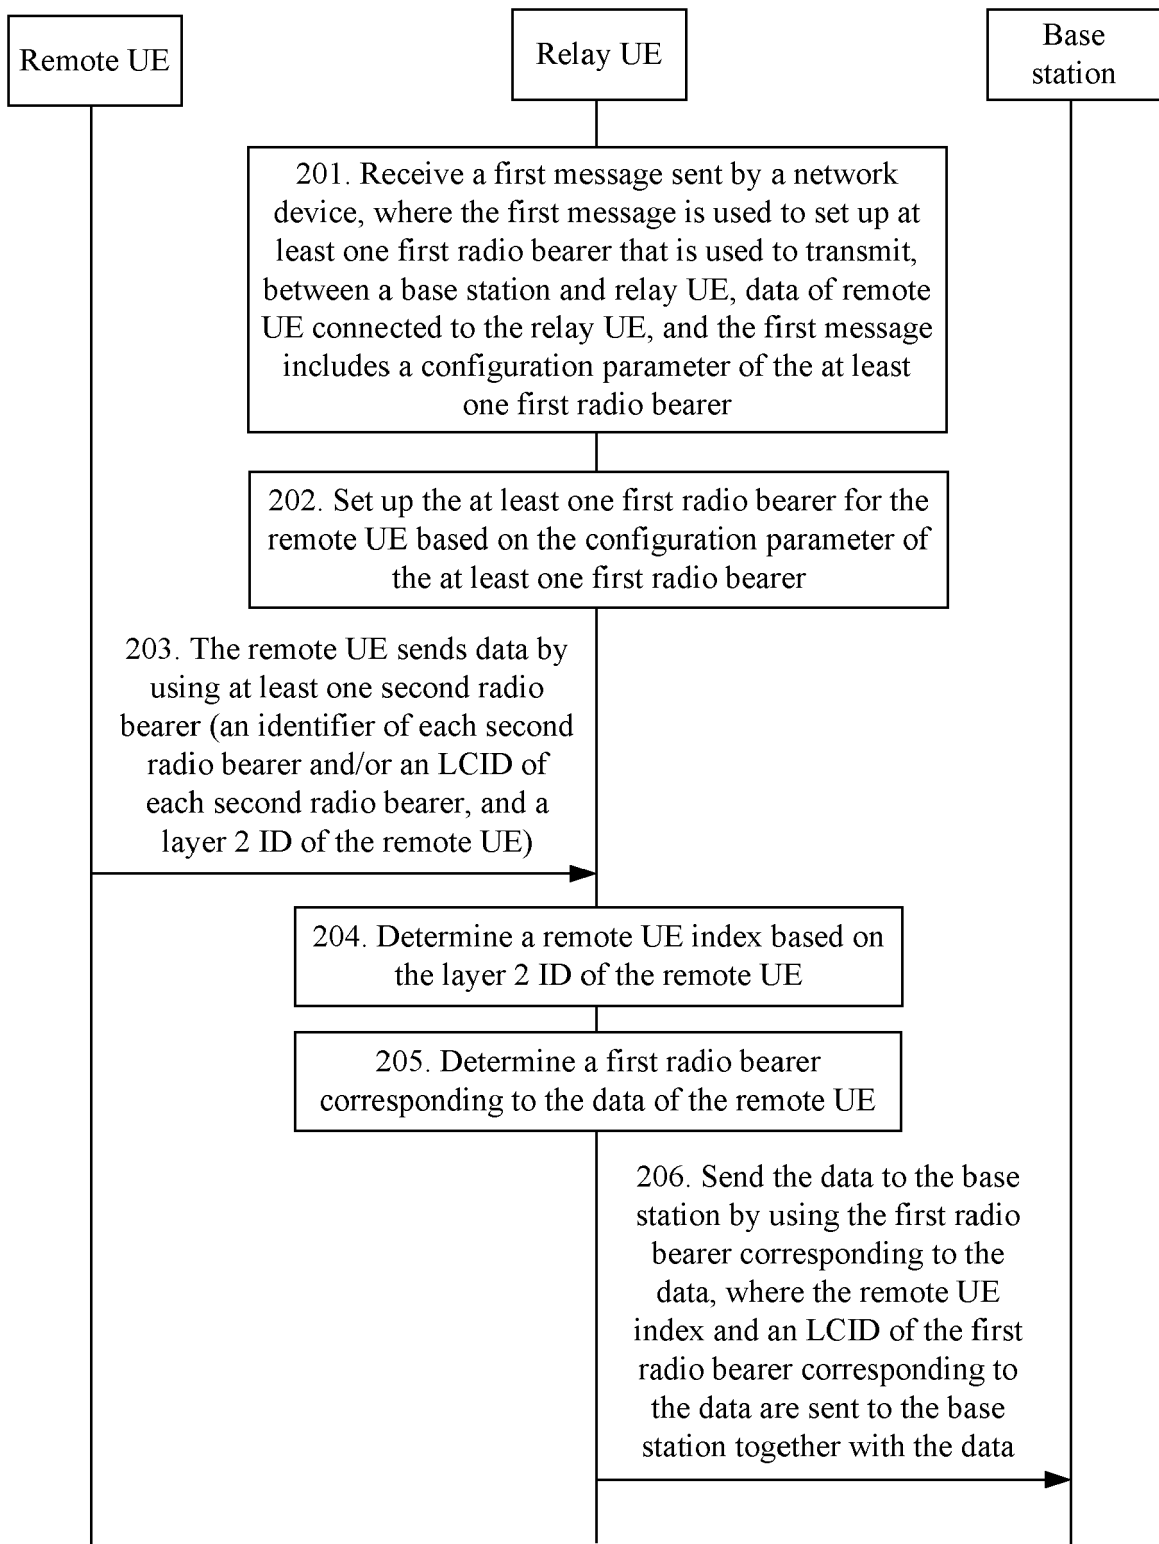 Remote UE
Relay UE
Base
station
201. Receive a first message sent by a network
device, where the first message is used to set up at
least one first radio bearer that is used to transmit,
between a base station and relay UE, data of remote
UE connected to the relay UE, and the first message
includes a configuration parameter of the at least
one first radio bearer
202. Set up the at least one first radio bearer for the
remote UE based on the configuration parameter of
the at least one first radio bearer
203. The remote UE sends data by
using at least one second radio
bearer (an identifier of each second
radio bearer and/or an LCID of
each second radio bearer, and a
layer 2 ID of the remote UE)
204. Determine a remote UE index based on
the layer 2 ID of the remote UE
205. Determine a first radio bearer
corresponding to the data of the remote UE
206. Send the data to the base
station by using the first radio
bearer corresponding to the
data, where the remote UE
index and an LCID of the first
radio bearer corresponding to
the data are sent to the base
station together with the data